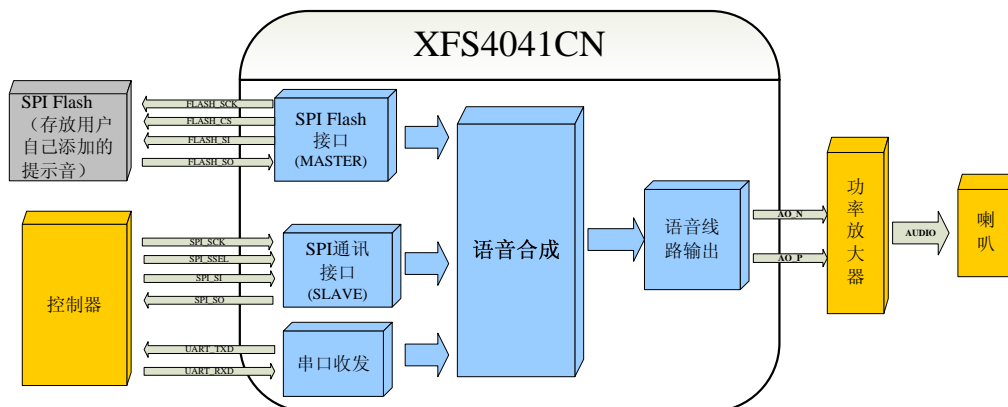 XFS4041CN
SPI Flash
（存放用户
自己添加的
提示音）
FLASH_SCK
FLASH_CS
FLASH_SI
FLASH_SO
SPI Flash
接口
(MASTER)
控制器
SPI_SCK
SPI_SSEL
SPI_SI
SPI_SO
SPI通讯
接口
(SLAVE)
UART_TXD
UART_RXD
串口收发
语音合成
语音线
路输出
AO_N
AO_P
功率放大器
AUDIO
喇叭